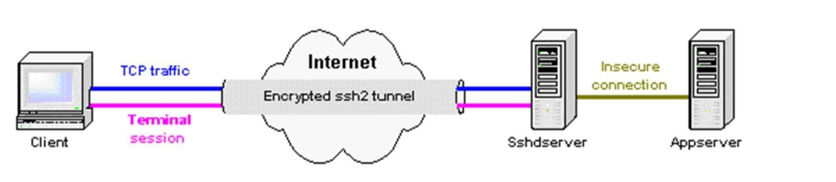 TCP traffic
Terminal
session
Client
Internet
Encrypted ssh2 tunnel
Sshdserver
Insecure
connection
Appserver